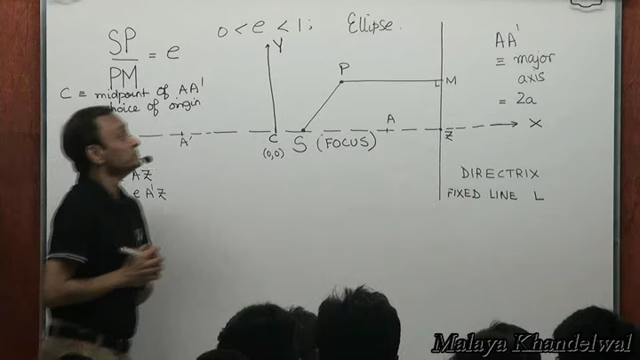 SP
PM
= e
0 < e < 1; Ellipse.
C ≡ midpoint of AA'
choice of origin
Y
P
M
A'
C
(0,0)
S (FOCUS)
A
Z
X
AZ
e A'Z
AA'
≡ major
axis
= 2a
DIRECTRIX
FIXED LINE L
Malaya Khandelwal